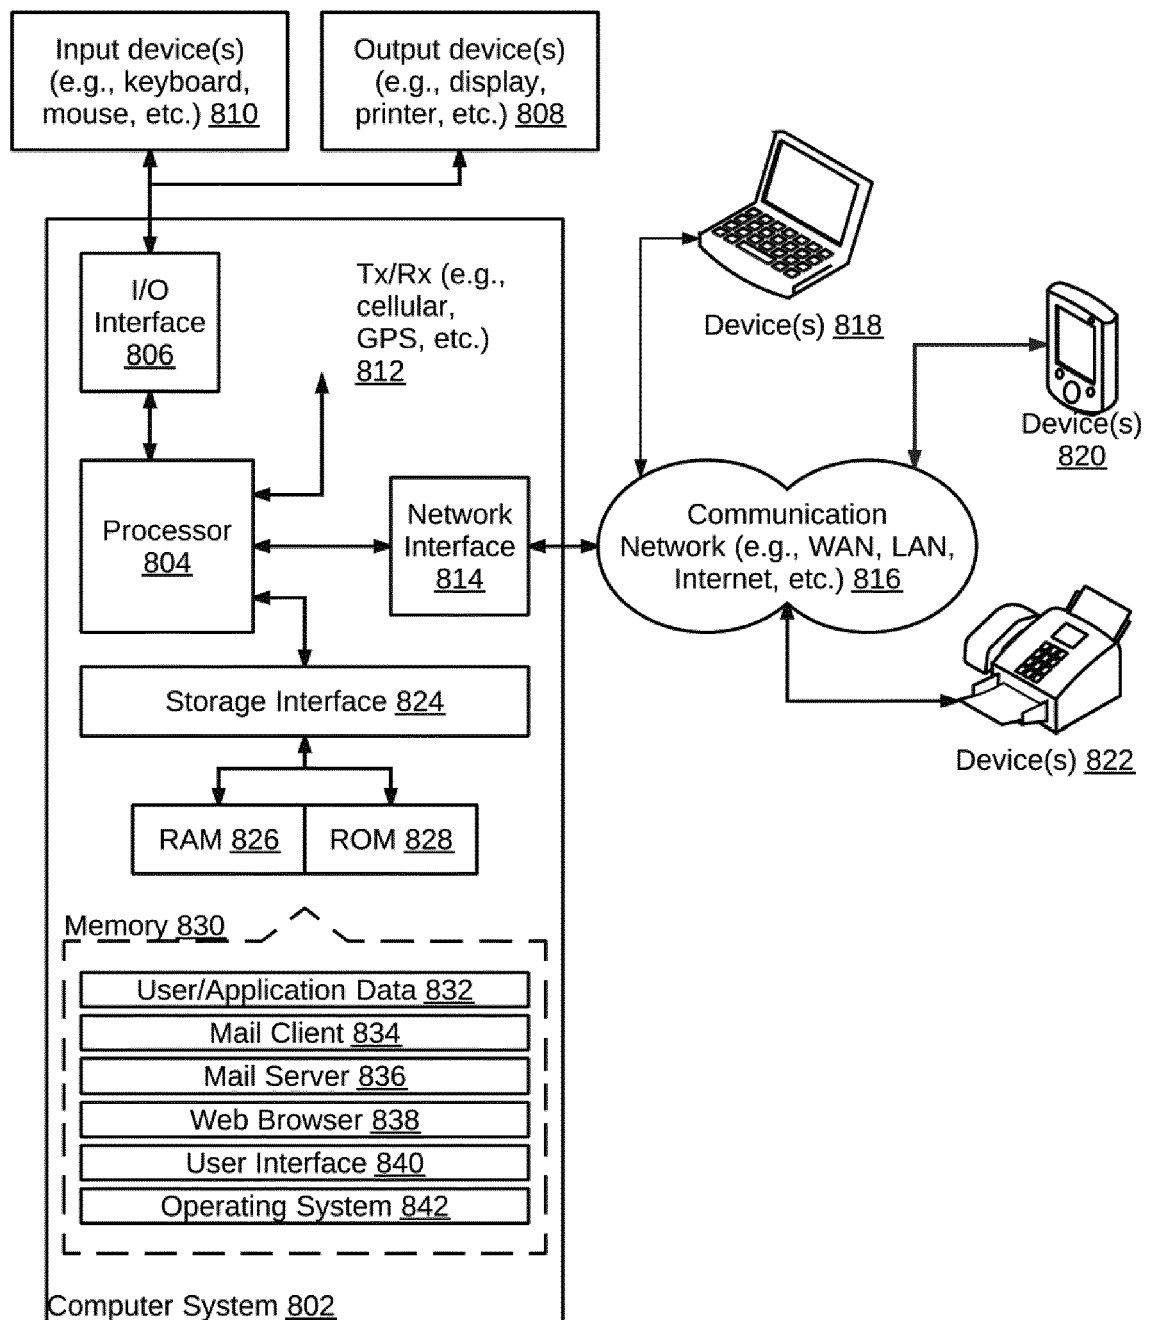 Input device(s)
(e.g., keyboard,
mouse, etc.) 810
Output device(s)
(e.g., display,
printer, etc.) 808
I/O
Interface
806
Tx/Rx (e.g.,
cellular,
GPS, etc.)
812
Device(s) 818
Device(s)
820
Processor
804
Network
Interface
814
Communication
Network (e.g., WAN, LAN,
Internet, etc.) 816
Storage Interface 824
Device(s) 822
RAM 826
ROM 828
Memory 830
User/Application Data 832
Mail Client 834
Mail Server 836
Web Browser 838
User Interface 840
Operating System 842
Computer System 802